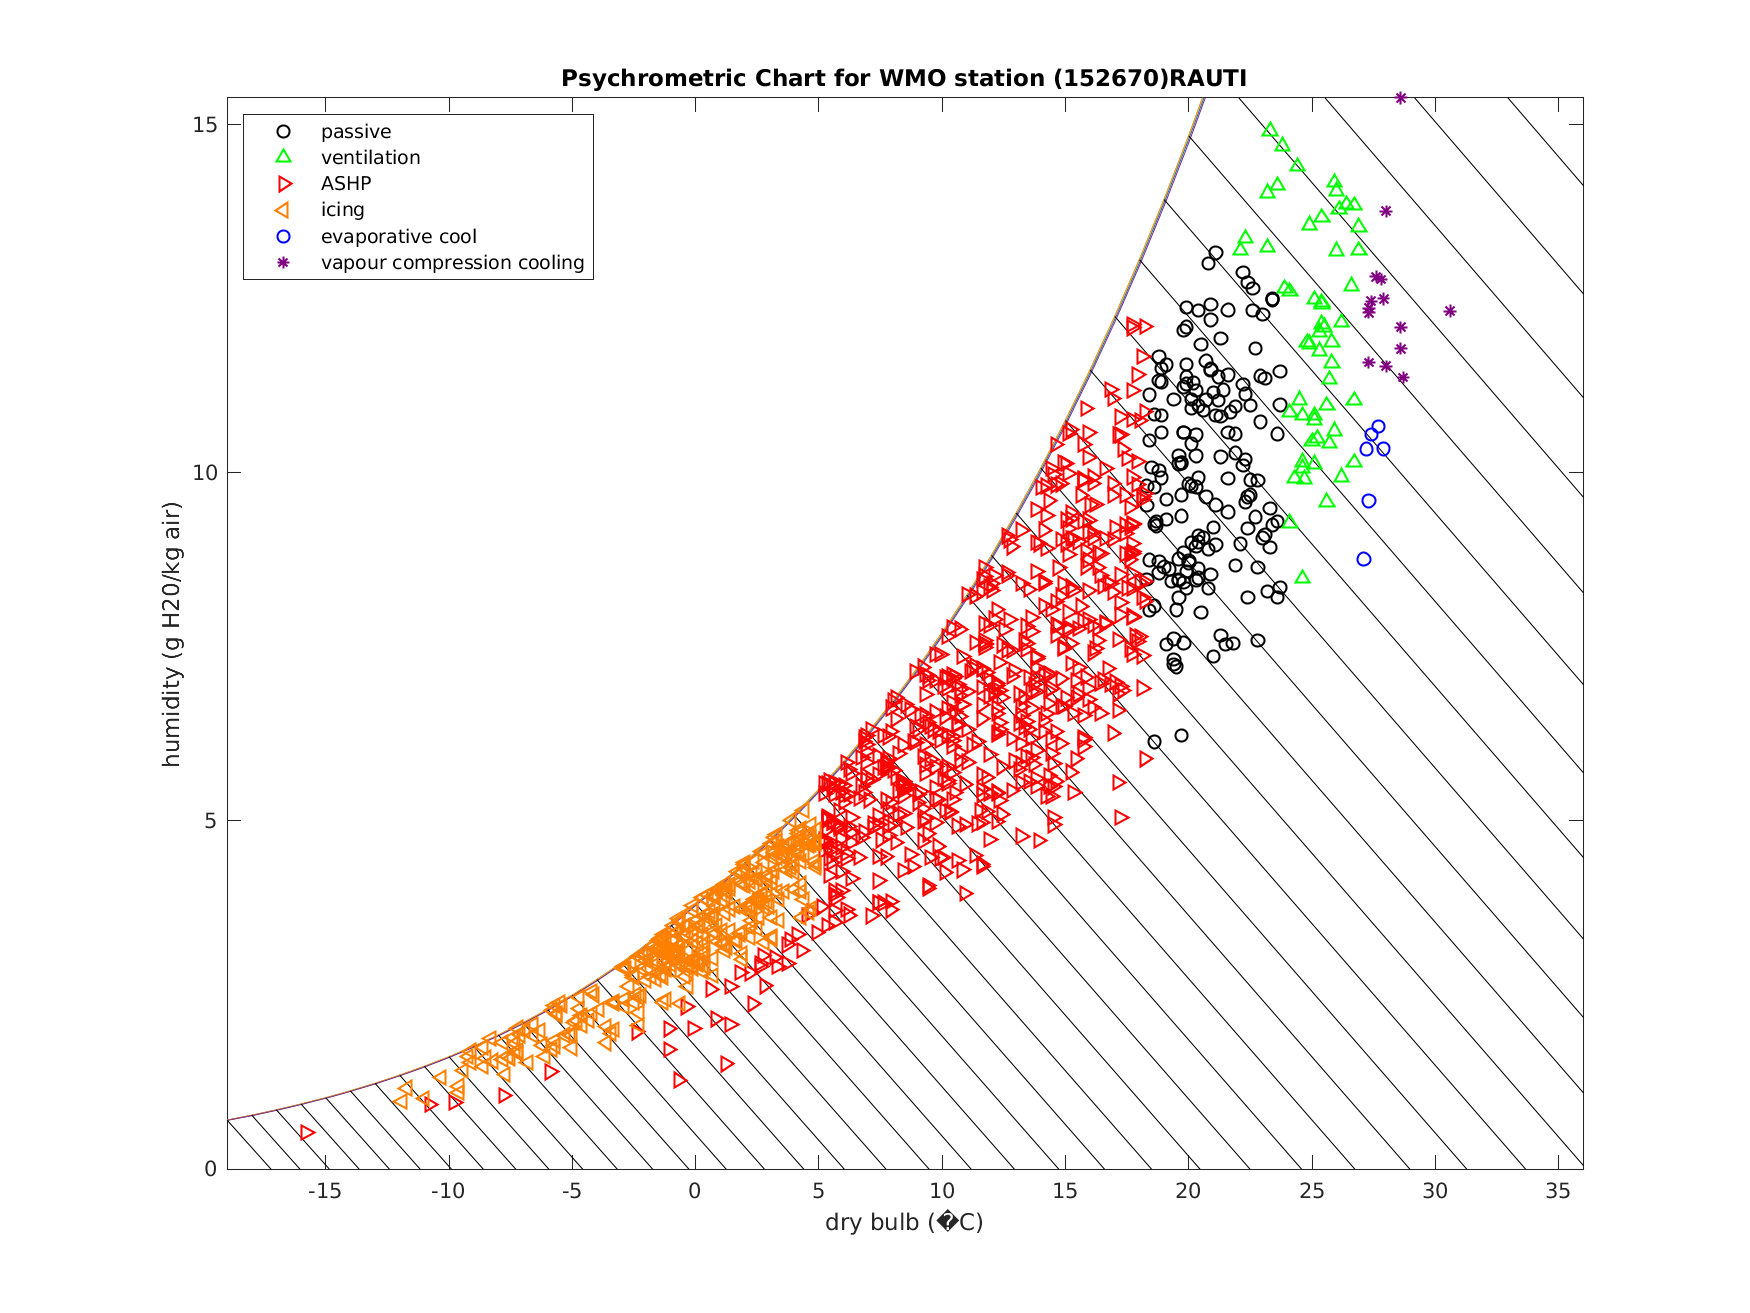 Psychrometric Chart for WMO station (152670)RAUTI
15
10
5
0
humidity (g H20/kg air)
passive
ventilation
ASHP
icing
evaporative cool
vapour compression cooling
-15 -10 -5 0 5 10 15 20 25 30 35
dry bulb (�C)